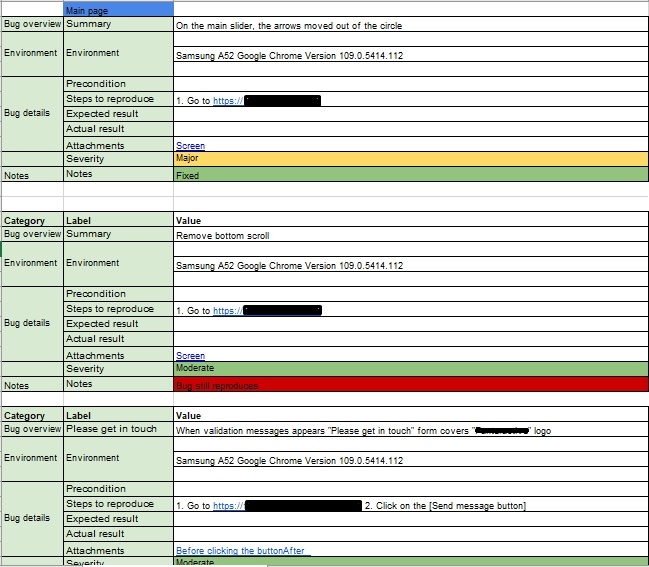 Main page
Bug overview Summary On the main slider, the arrows moved out of the circle
Environment Environment Samsung A52 Google Chrome Version 109.0.5414.112
Precondition
Steps to reproduce 1. Go to https://
Bug details Expected result
Actual result
Attachments Screen
Severity Major
Notes Notes Fixed
Category Label Value
Bug overview Summary Remove bottom scroll
Environment Environment Samsung A52 Google Chrome Version 109.0.5414.112
Precondition
Steps to reproduce 1. Go to https://
Bug details Expected result
Actual result
Attachments Screen
Severity Moderate
Notes Notes Bug still reproduces
Category Label Value
Bug overview Please get in touch When validation messages appears "Please get in touch" form covers "" logo
Environment Environment Samsung A52 Google Chrome Version 109.0.5414.112
Precondition
Steps to reproduce 1. Go to https:// 2. Click on the [Send message button]
Bug details Expected result
Actual result
Attachments Before clicking the buttonAfter
Severity Moderate